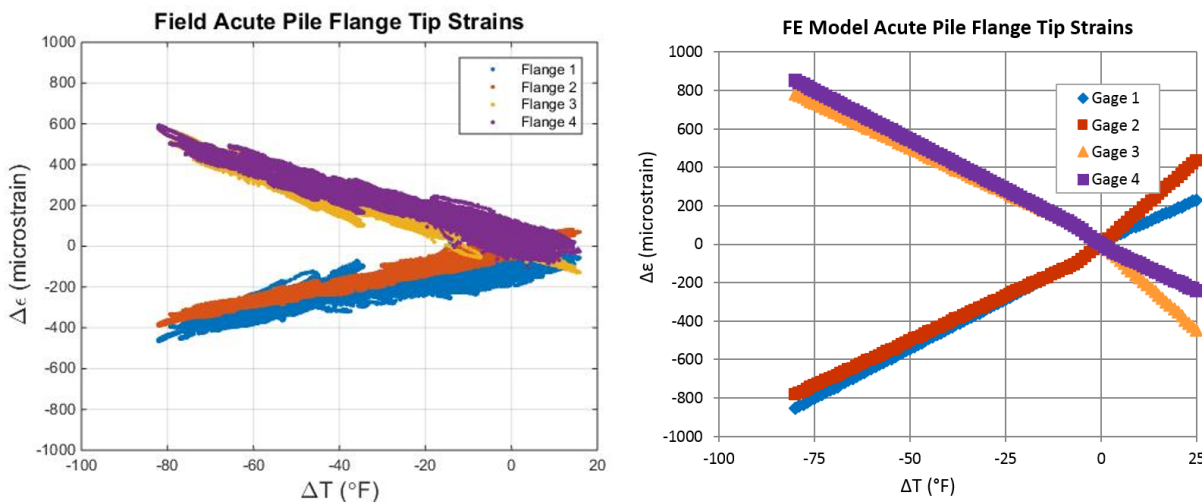 Field Acute Pile Flange Tip Strains
1000
800
600
400
200
0
-200
-400
-600
-800
-1000
Δϵ (microstrain)
-100
-80
-60
-40
-20
0
20
ΔT (°F)
Flange 1
Flange 2
Flange 3
Flange 4
FE Model Acute Pile Flange Tip Strains
1000
800
600
400
200
0
-200
-400
-600
-800
-1000
Δε (microstrain)
-100
-75
-50
-25
0
25
ΔT (°F)
Gage 1
Gage 2
Gage 3
Gage 4